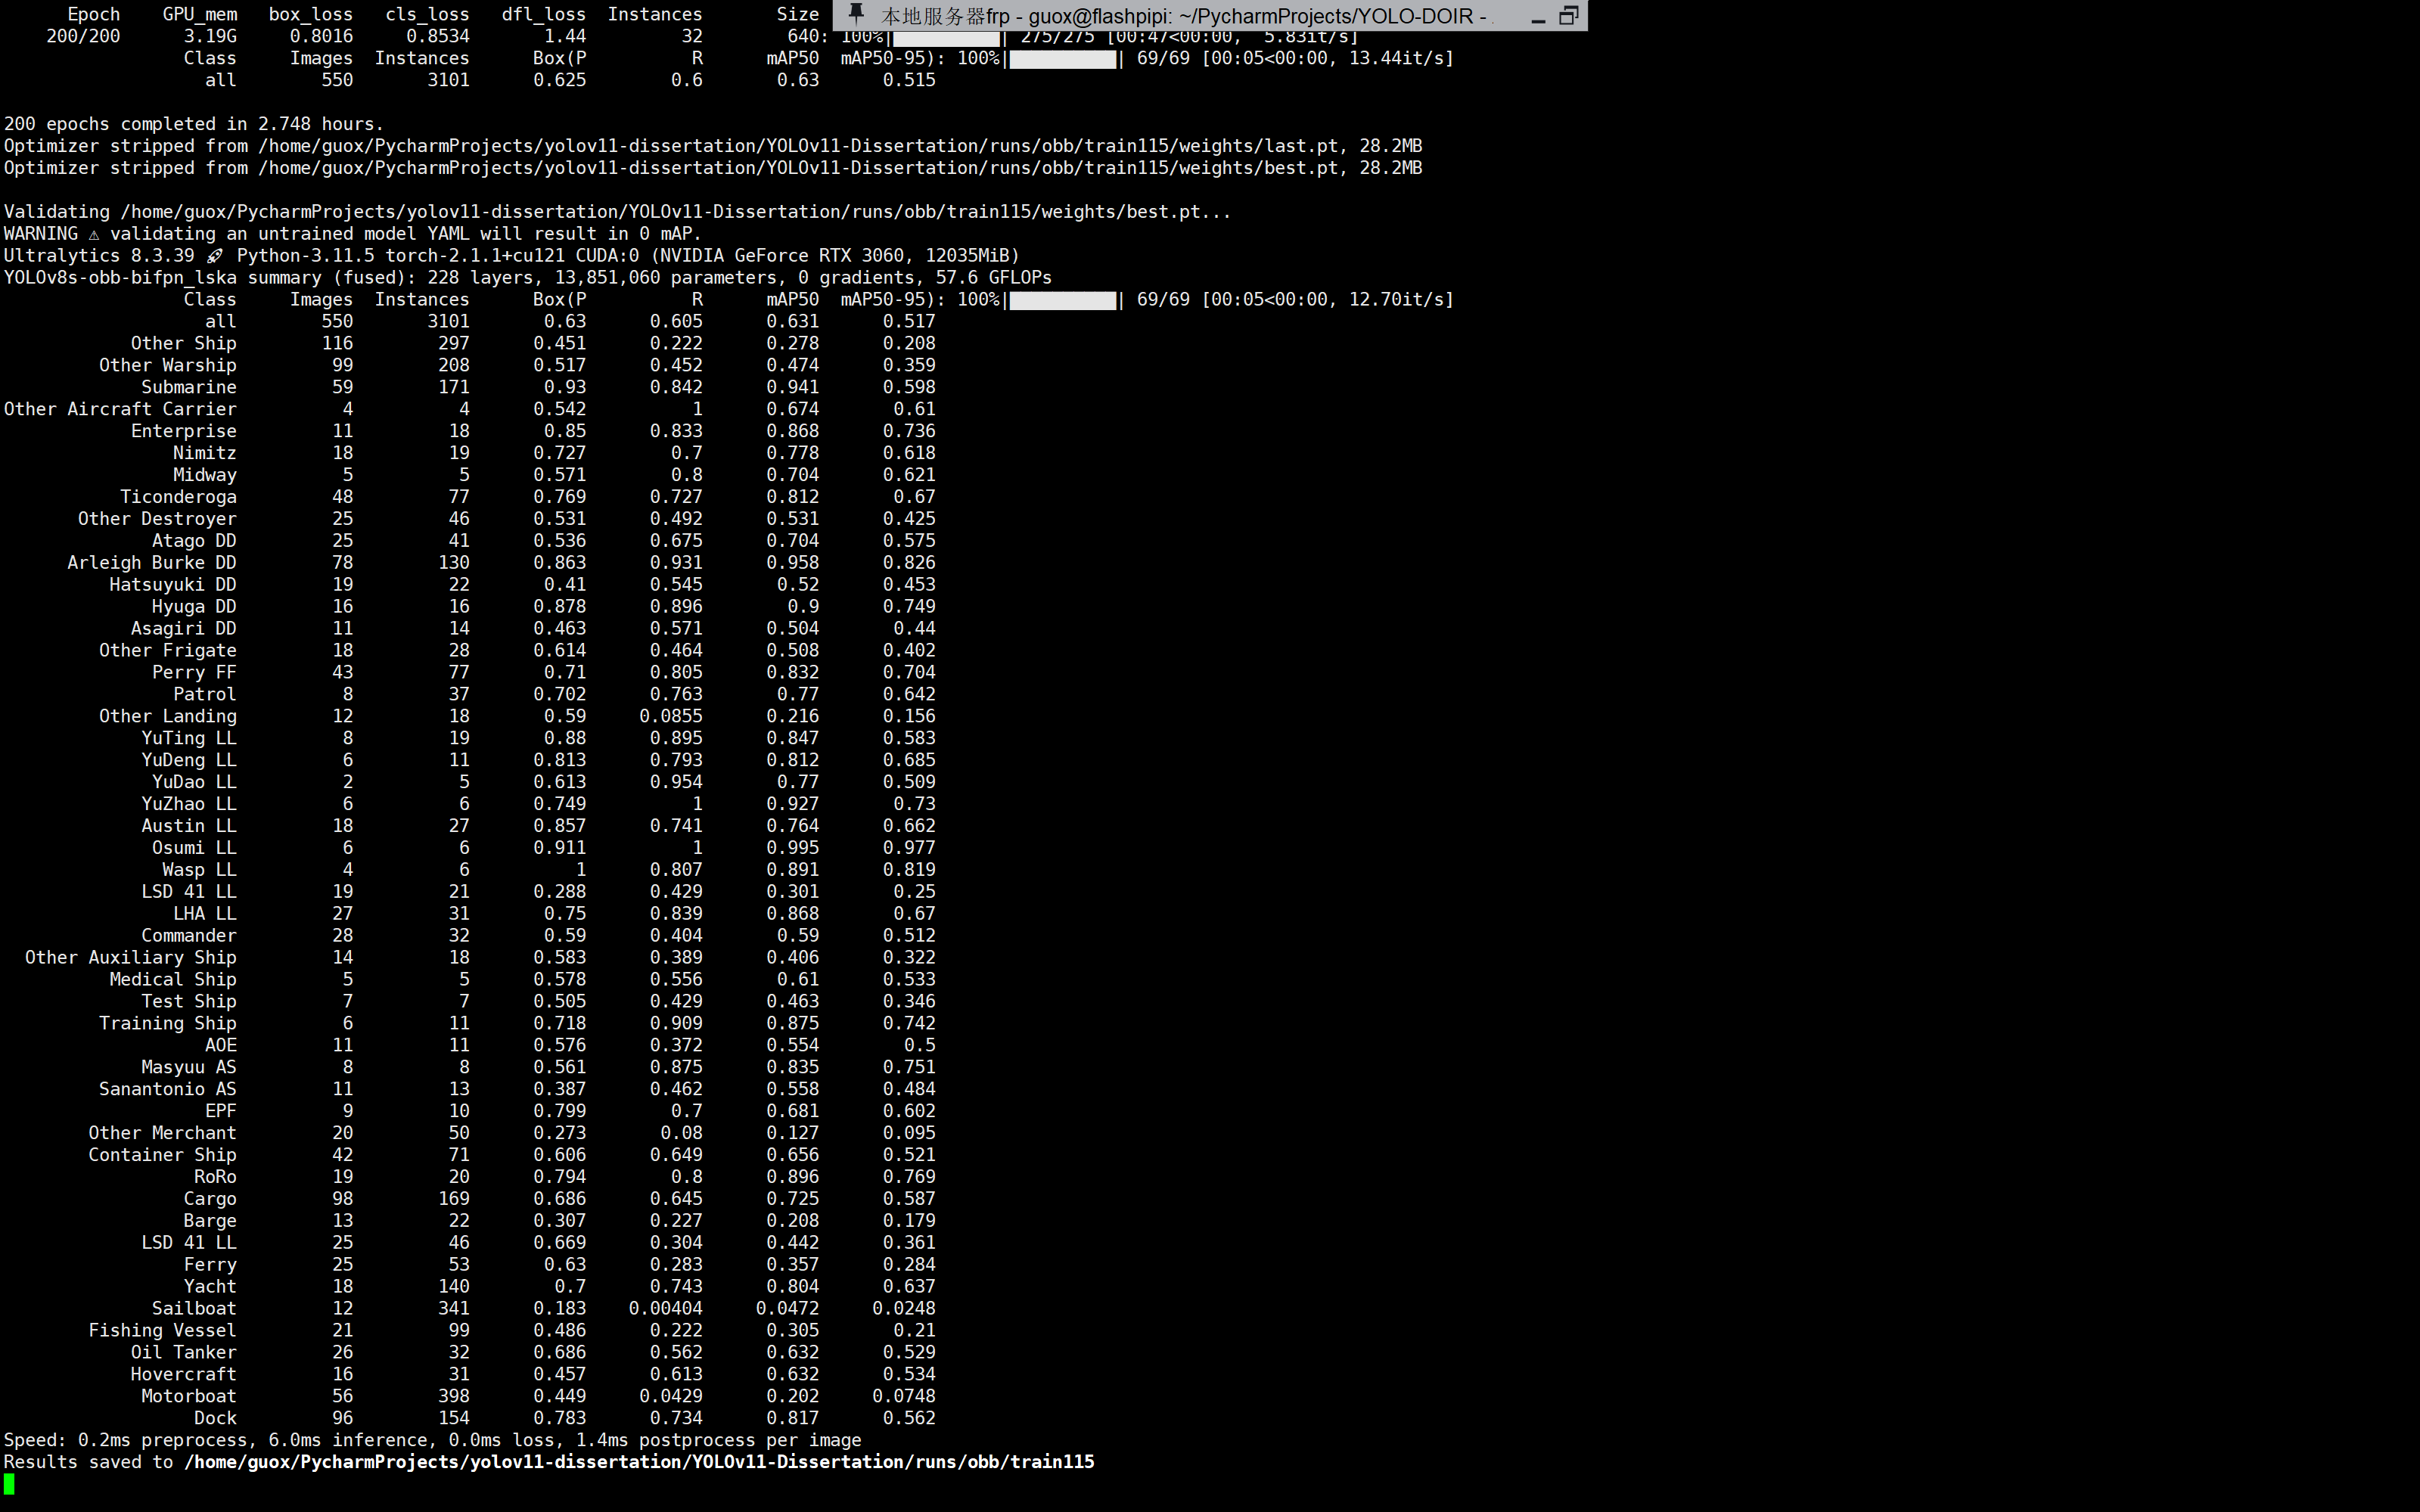 Epoch GPU_mem box_loss cls_loss dfl_loss Instances Size
本地服务器frp - guox@flashpipi: ~/PycharmProjects/YOLO-DOIR -
200/200 3.19G 0.8016 0.8534 1.44 32 640: 100%| | 275/275 [00:47<00:00, 5.83it/s]
Class Images Instances Box(P R mAP50 mAP50-95): 100%| | 69/69 [00:05<00:00, 13.44it/s]
all 550 3101 0.625 0.6 0.63 0.515
200 epochs completed in 2.748 hours.
Optimizer stripped from /home/guox/PycharmProjects/yolov11-dissertation/YOLOv11-Dissertation/runs/obb/train115/weights/last.pt, 28.2MB
Optimizer stripped from /home/guox/PycharmProjects/yolov11-dissertation/YOLOv11-Dissertation/runs/obb/train115/weights/best.pt, 28.2MB
Validating /home/guox/PycharmProjects/yolov11-dissertation/YOLOv11-Dissertation/runs/obb/train115/weights/best.pt...
WARNING ⚠ validating an untrained model YAML will result in 0 mAP.
Ultralytics 8.3.39 🚀 Python-3.11.5 torch-2.1.1+cu121 CUDA:0 (NVIDIA GeForce RTX 3060, 12035MiB)
YOLOv8s-obb-bifpn_lska summary (fused): 228 layers, 13,851,060 parameters, 0 gradients, 57.6 GFLOPs
Class Images Instances Box(P R mAP50 mAP50-95): 100%| | 69/69 [00:05<00:00, 12.70it/s]
all 550 3101 0.63 0.605 0.631 0.517
Other Ship 116 297 0.451 0.222 0.278 0.208
Other Warship 99 208 0.517 0.452 0.474 0.359
Submarine 59 171 0.93 0.842 0.941 0.598
Other Aircraft Carrier 4 4 0.542 1 0.674 0.61
Enterprise 11 18 0.85 0.833 0.868 0.736
Nimitz 18 19 0.727 0.7 0.778 0.618
Midway 5 5 0.571 0.8 0.704 0.621
Ticonderoga 48 77 0.769 0.727 0.812 0.67
Other Destroyer 25 46 0.531 0.492 0.531 0.425
Atago DD 25 41 0.536 0.675 0.704 0.575
Arleigh Burke DD 78 130 0.863 0.931 0.958 0.826
Hatsuyuki DD 19 22 0.41 0.545 0.52 0.453
Hyuga DD 16 16 0.878 0.896 0.9 0.749
Asagiri DD 11 14 0.463 0.571 0.504 0.44
Other Frigate 18 28 0.614 0.464 0.508 0.402
Perry FF 43 77 0.71 0.805 0.832 0.704
Patrol 8 37 0.702 0.763 0.77 0.642
Other Landing 12 18 0.59 0.0855 0.216 0.156
YuTing LL 8 19 0.88 0.895 0.847 0.583
YuDeng LL 6 11 0.813 0.793 0.812 0.685
YuDao LL 2 5 0.613 0.954 0.77 0.509
YuZhao LL 6 6 0.749 1 0.927 0.73
Austin LL 18 27 0.857 0.741 0.764 0.662
Osumi LL 6 6 0.911 1 0.995 0.977
Wasp LL 4 6 1 0.807 0.891 0.819
LSD 41 LL 19 21 0.288 0.429 0.301 0.25
LHA LL 27 31 0.75 0.839 0.868 0.67
Commander 28 32 0.59 0.404 0.59 0.512
Other Auxiliary Ship 14 18 0.583 0.389 0.406 0.322
Medical Ship 5 5 0.578 0.556 0.61 0.533
Test Ship 7 7 0.505 0.429 0.463 0.346
Training Ship 6 11 0.718 0.909 0.875 0.742
AOE 11 11 0.576 0.372 0.554 0.5
Masyuu AS 8 8 0.561 0.875 0.835 0.751
Sanantonio AS 11 13 0.387 0.462 0.558 0.484
EPF 9 10 0.799 0.7 0.681 0.602
Other Merchant 20 50 0.273 0.08 0.127 0.095
Container Ship 42 71 0.606 0.649 0.656 0.521
RoRo 19 20 0.794 0.8 0.896 0.769
Cargo 98 169 0.686 0.645 0.725 0.587
Barge 13 22 0.307 0.227 0.208 0.179
LSD 41 LL 25 46 0.669 0.304 0.442 0.361
Ferry 25 53 0.63 0.283 0.357 0.284
Yacht 18 140 0.7 0.743 0.804 0.637
Sailboat 12 341 0.183 0.00404 0.0472 0.0248
Fishing Vessel 21 99 0.486 0.222 0.305 0.21
Oil Tanker 26 32 0.686 0.562 0.632 0.529
Hovercraft 16 31 0.457 0.613 0.632 0.534
Motorboat 56 398 0.449 0.0429 0.202 0.0748
Dock 96 154 0.783 0.734 0.817 0.562
Speed: 0.2ms preprocess, 6.0ms inference, 0.0ms loss, 1.4ms postprocess per image
Results saved to /home/guox/PycharmProjects/yolov11-dissertation/YOLOv11-Dissertation/runs/obb/train115